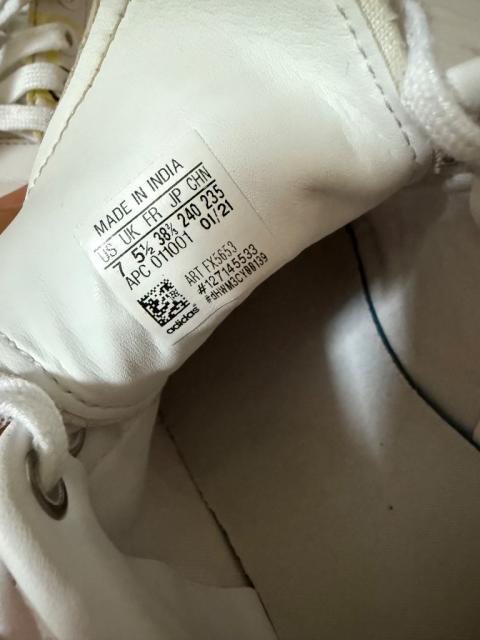 MADE IN INDIA
US UK FR JP CHN
7 5½ 38⅔ 240 235
APC 011001 01/21
ART FX5653
#127145533
#dHWM3CY00139
adidas